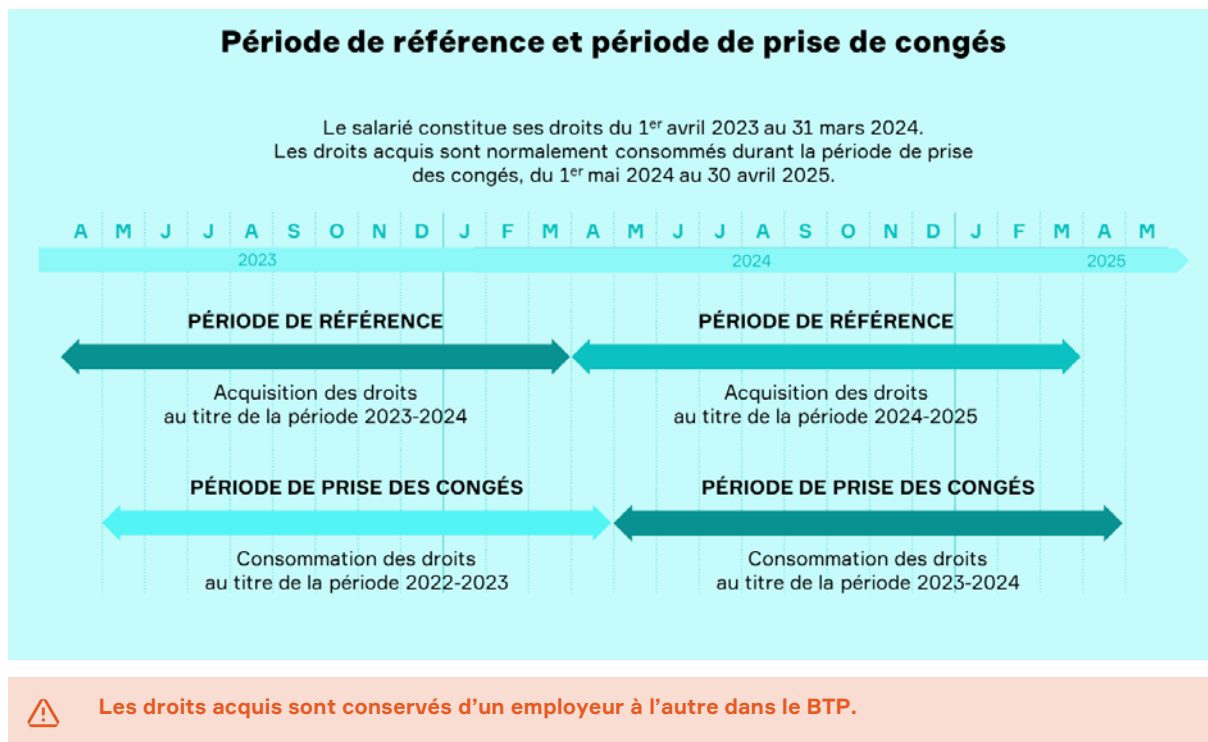 Période de référence et période de prise de congés
Le salarié constitue ses droits du 1er avril 2023 au 31 mars 2024.
Les droits acquis sont normalement consommés durant la période de prise
des congés, du 1er mai 2024 au 30 avril 2025.
A M J J A S O N D J F M A M J J A S O N D J F M A M
2023 2024 2025
PÉRIODE DE RÉFÉRENCE PÉRIODE DE RÉFÉRENCE
Acquisition des droits Acquisition des droits
au titre de la période 2023-2024 au titre de la période 2024-2025
PÉRIODE DE PRISE DES CONGÉS PÉRIODE DE PRISE DES CONGÉS
Consommation des droits Consommation des droits
au titre de la période 2022-2023 au titre de la période 2023-2024
Les droits acquis sont conservés d’un employeur à l’autre dans le BTP.